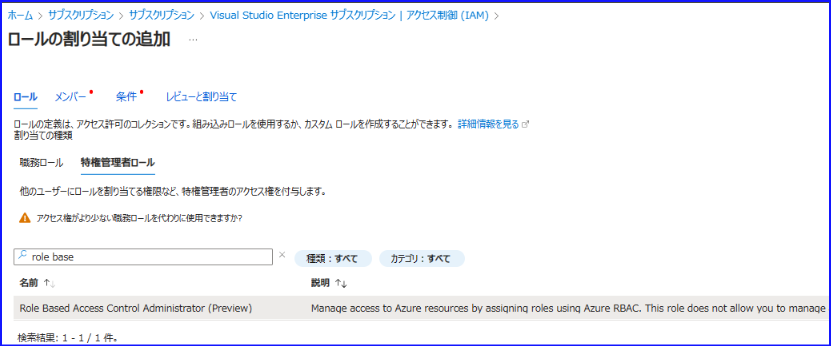 ホーム > サブスクリプション > サブスクリプション > Visual Studio Enterprise サブスクリプション | アクセス制御 (IAM) >
ロールの割り当ての追加 …
ロール メンバー 条件 レビューと割り当て
ロールの定義は、アクセス許可のコレクションです。組み込みロールを使用するか、カスタム ロールを作成することができます。 詳細情報を見る
割り当ての種類
職務ロール 特権管理者ロール
他のユーザーにロールを割り当てる権限など、特権管理者のアクセス権を付与します。
アクセス権がより少ない職務ロールを代わりに使用できますか?
role base × 種類 : すべて カテゴリ : すべて
名前 ↑↓ 説明 ↑↓
Role Based Access Control Administrator (Preview) Manage access to Azure resources by assigning roles using Azure RBAC. This role does not allow you to manage
検索結果: 1 - 1 / 1 件。